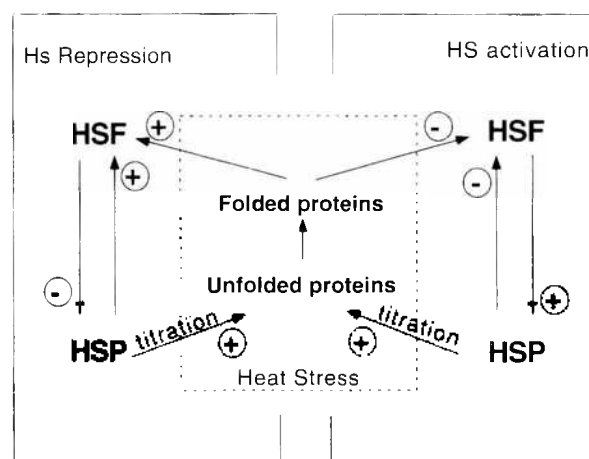 Hs Repression
HS activation
HSF
+
-
HSF
+
-
Folded proteins
Unfolded proteins
-
+
HSP
titration
+
+
titration
HSP
Heat Stress